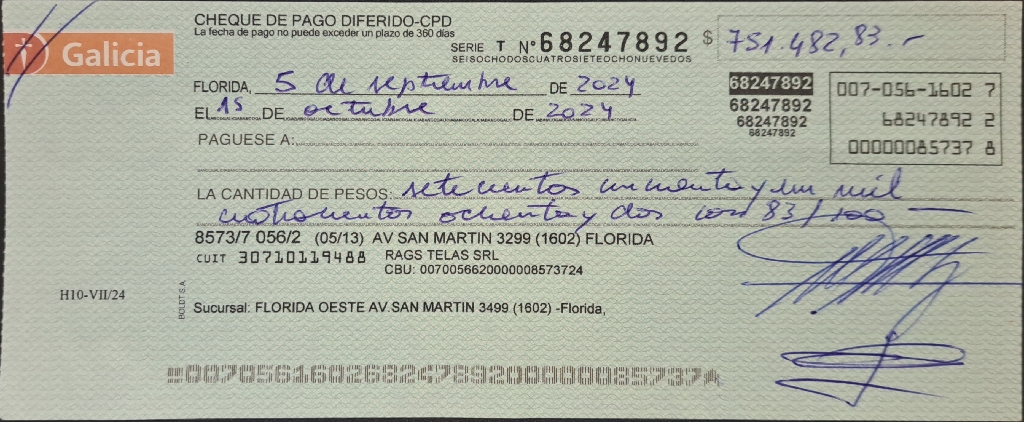 CHEQUE DE PAGO DIFERIDO-CPD
La fecha de pago no puede exceder un plazo de 360 días
Galicia
SERIE T N° 68247892 $ 751.482,83.-
SEISOCHODOSCUATROSIETEOCHONUEVEDOS
FLORIDA, 5 de septiembre DE 2024
EL 15 DE octubre DE 2024
68247892
68247892
68247892
68247892
007-056-1602 7
68247892 2
00000085737 8
PAGUESE A:
LA CANTIDAD DE PESOS: setecientos cincuenta y un mil
cuatrocientos ochenta y dos con 83/100
8573/7 056/2 (05/13) AV SAN MARTIN 3299 (1602) FLORIDA
CUIT 30710119488 RAGS TELAS SRL
CBU: 0070056620000008573724
H10-VII/24
BOLDT S.A.
Sucursal: FLORIDA OESTE AV.SAN MARTIN 3499 (1602) -Florida,
00705616026824789200000085737